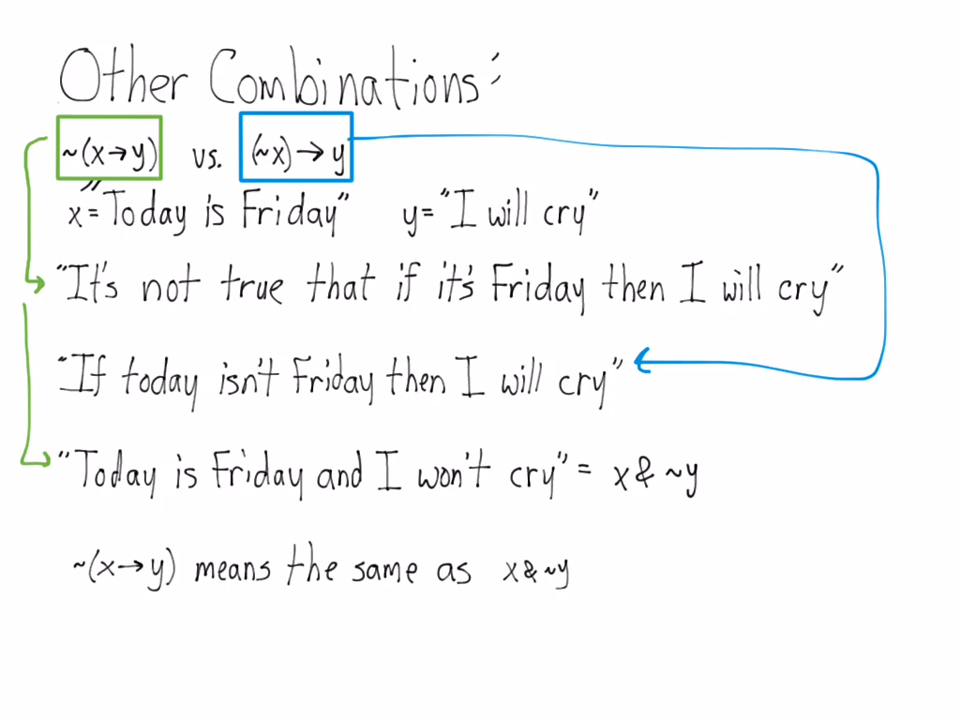 Other Combinations:
~(x→y) vs. (~x)→y
x="Today is Friday" y="I will cry"
"It's not true that if it's Friday then I will cry"
"If today isn't Friday then I will cry"
"Today is Friday and I won't cry" = x & ~y
~(x→y) means the same as x & ~y